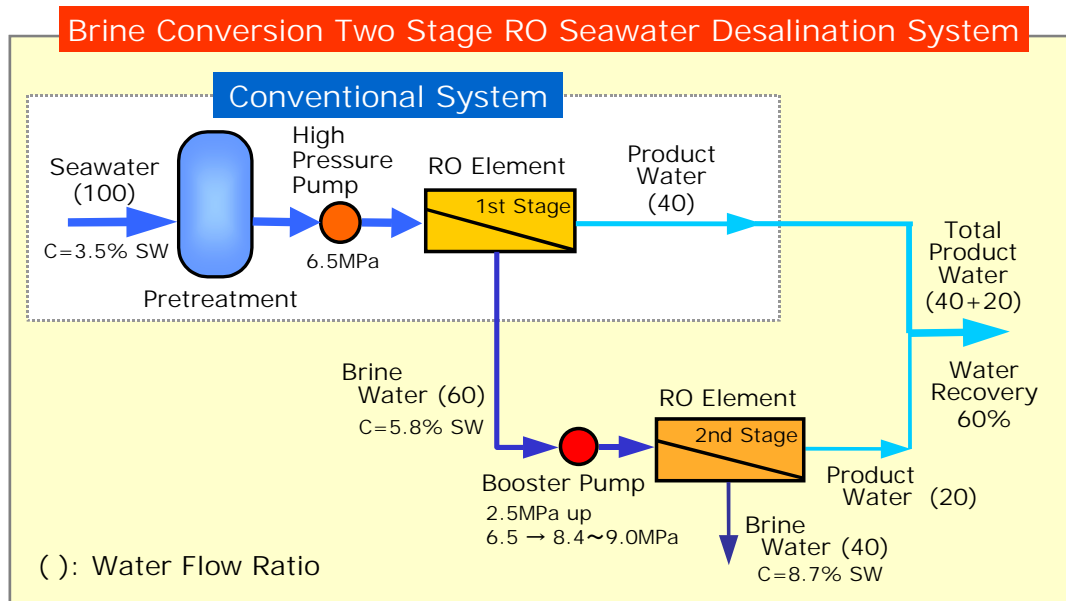 Brine Conversion Two Stage RO Seawater Desalination System
Conventional System
Seawater
(100)
C=3.5% SW
Pretreatment
High
Pressure
Pump
6.5MPa
RO Element
1st Stage
Product
Water
(40)
Total
Product
Water
(40+20)
Water
Recovery
60%
Brine
Water (60)
C=5.8% SW
Booster Pump
2.5MPa up
6.5 → 8.4～9.0MPa
RO Element
2nd Stage
Product
Water (20)
Brine
Water (40)
C=8.7% SW
( ): Water Flow Ratio